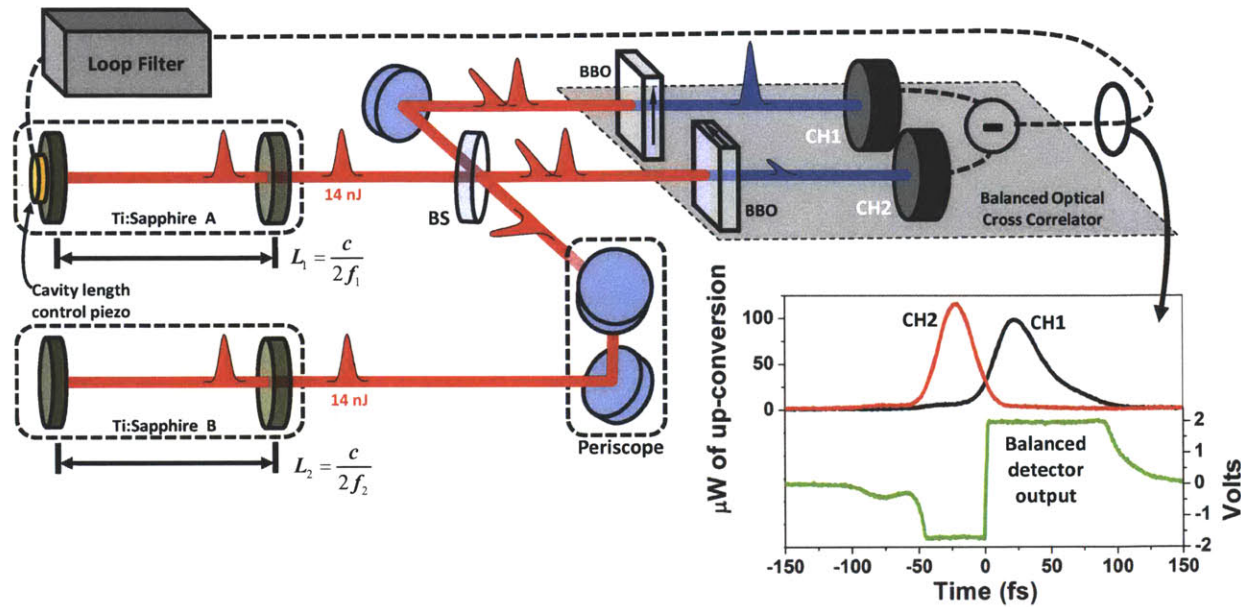 Loop Filter
BBO
CH1
-
14 nJ
Ti:Sapphire A
BS
BBO
CH2
Balanced Optical
Cross Correlator
L₁ = c / 2f₁
Cavity length
control piezo
14 nJ
Ti:Sapphire B
Periscope
L₂ = c / 2f₂
µW of up-conversion
100
50
0
CH2
CH1
Balanced
detector
output
2
1
0
-1
-2
Volts
-150
-100
-50
0
50
100
150
Time (fs)